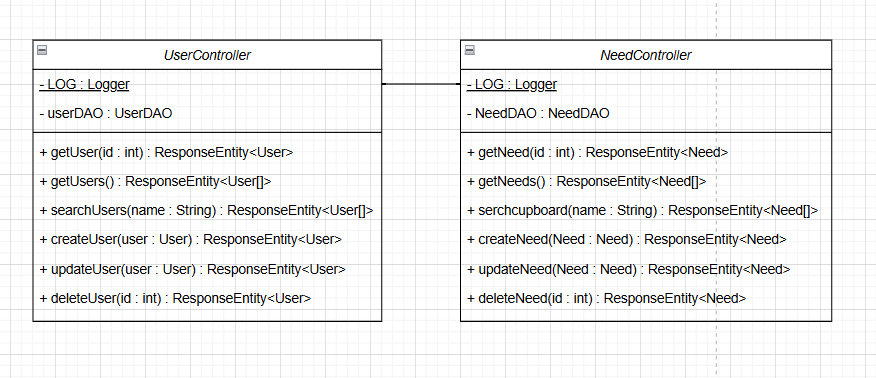 UserController
- LOG : Logger
- userDAO : UserDAO
+ getUser(id : int) : ResponseEntity<User>
+ getUsers() : ResponseEntity<User[]>
+ searchUsers(name : String) : ResponseEntity<User[]>
+ createUser(user : User) : ResponseEntity<User>
+ updateUser(user : User) : ResponseEntity<User>
+ deleteUser(id : int) : ResponseEntity<User>
NeedController
- LOG : Logger
- NeedDAO : NeedDAO
+ getNeed(id : int) : ResponseEntity<Need>
+ getNeeds() : ResponseEntity<Need[]>
+ serchcupboard(name : String) : ResponseEntity<Need[]>
+ createNeed(Need : Need) : ResponseEntity<Need>
+ updateNeed(Need : Need) : ResponseEntity<Need>
+ deleteNeed(id : int) : ResponseEntity<Need>